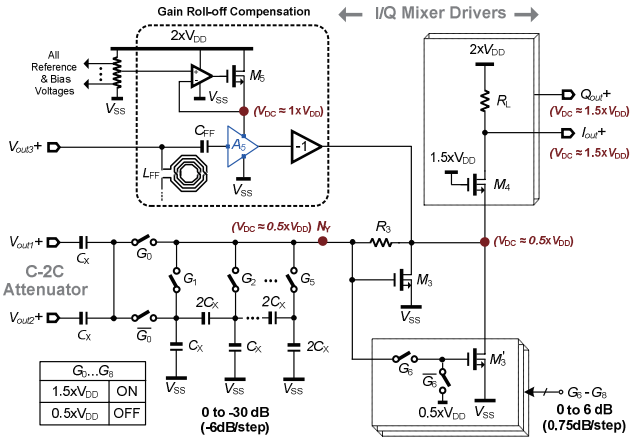 Gain Roll-off Compensation
I/Q Mixer Drivers
2xVDD
2xVDD
All
Reference
& Bias
Voltages
+
-
M5
VSS
VSS
RL
Qout+
(VDC ≈ 1.5xVDD)
Iout+
(VDC ≈ 1.5xVDD)
(VDC ≈ 1xVDD)
CFF
A5
-1
Vout3+
LFF
VSS
1.5xVDD
M4
(VDC ≈ 0.5xVDD) NY
R3
(VDC ≈ 0.5xVDD)
Vout1+
CX
G0
C-2C
Attenuator
G1
G2
G5
M3
VSS
Vout2+
CX
G0
2CX
2CX
CX
CX
2CX
VSS
VSS
VSS
G6
G6
M3'
0.5xVDD
VSS
G6 - G8
0 to 6 dB
(0.75dB/step)
G0...G8
1.5xVDD ON
0.5xVDD OFF
0 to -30 dB
(-6dB/step)